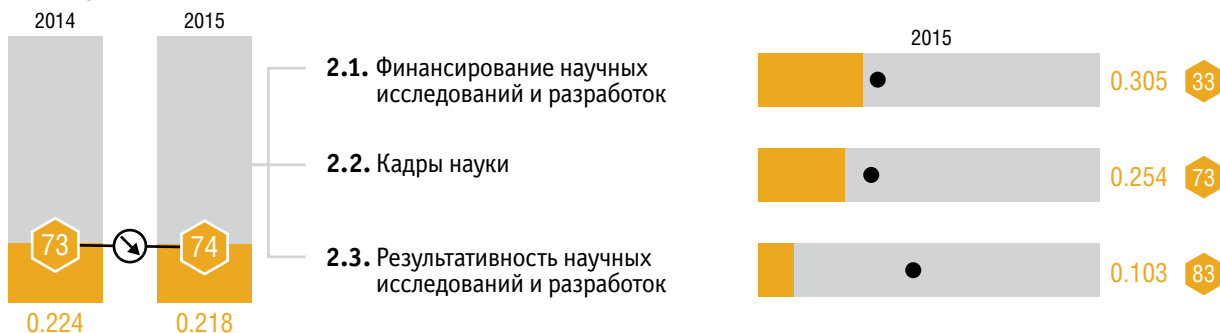 2014
2015
73
74
0.224
0.218
2.1. Финансирование научных
исследований и разработок
2.2. Кадры науки
2.3. Результативность научных
исследований и разработок
2015
0.305 33
0.254 73
0.103 83